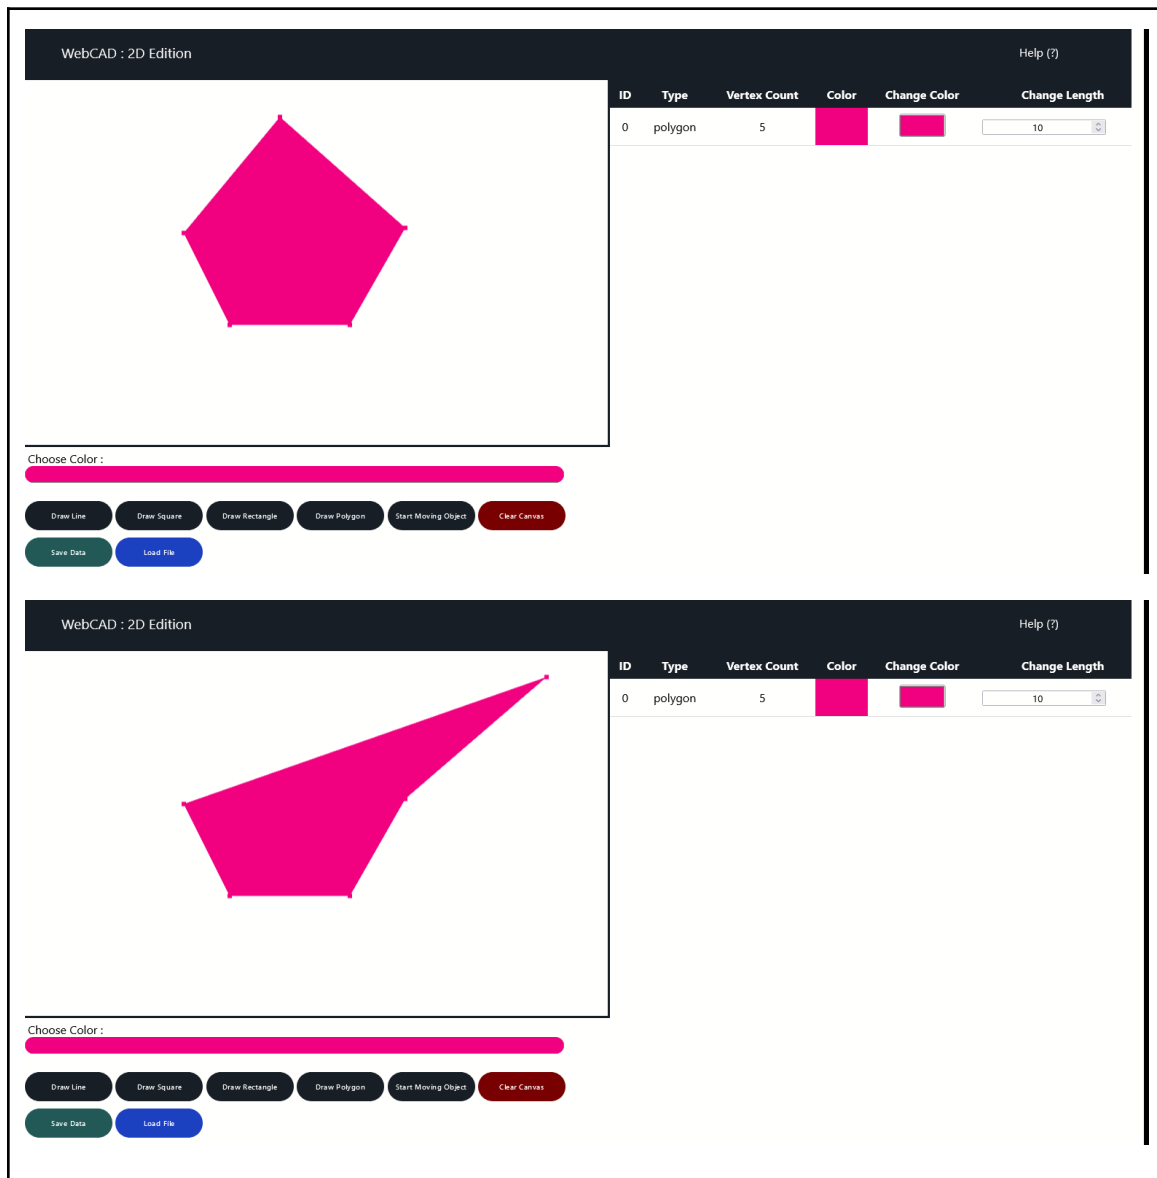 WebCAD : 2D Edition Help (?)
ID Type Vertex Count Color Change Color Change Length
0 polygon 5 10
Choose Color :
Draw Line Draw Square Draw Rectangle Draw Polygon Start Moving Object Clear Canvas
Save Data Load File
WebCAD : 2D Edition Help (?)
ID Type Vertex Count Color Change Color Change Length
0 polygon 5 10
Choose Color :
Draw Line Draw Square Draw Rectangle Draw Polygon Start Moving Object Clear Canvas
Save Data Load File